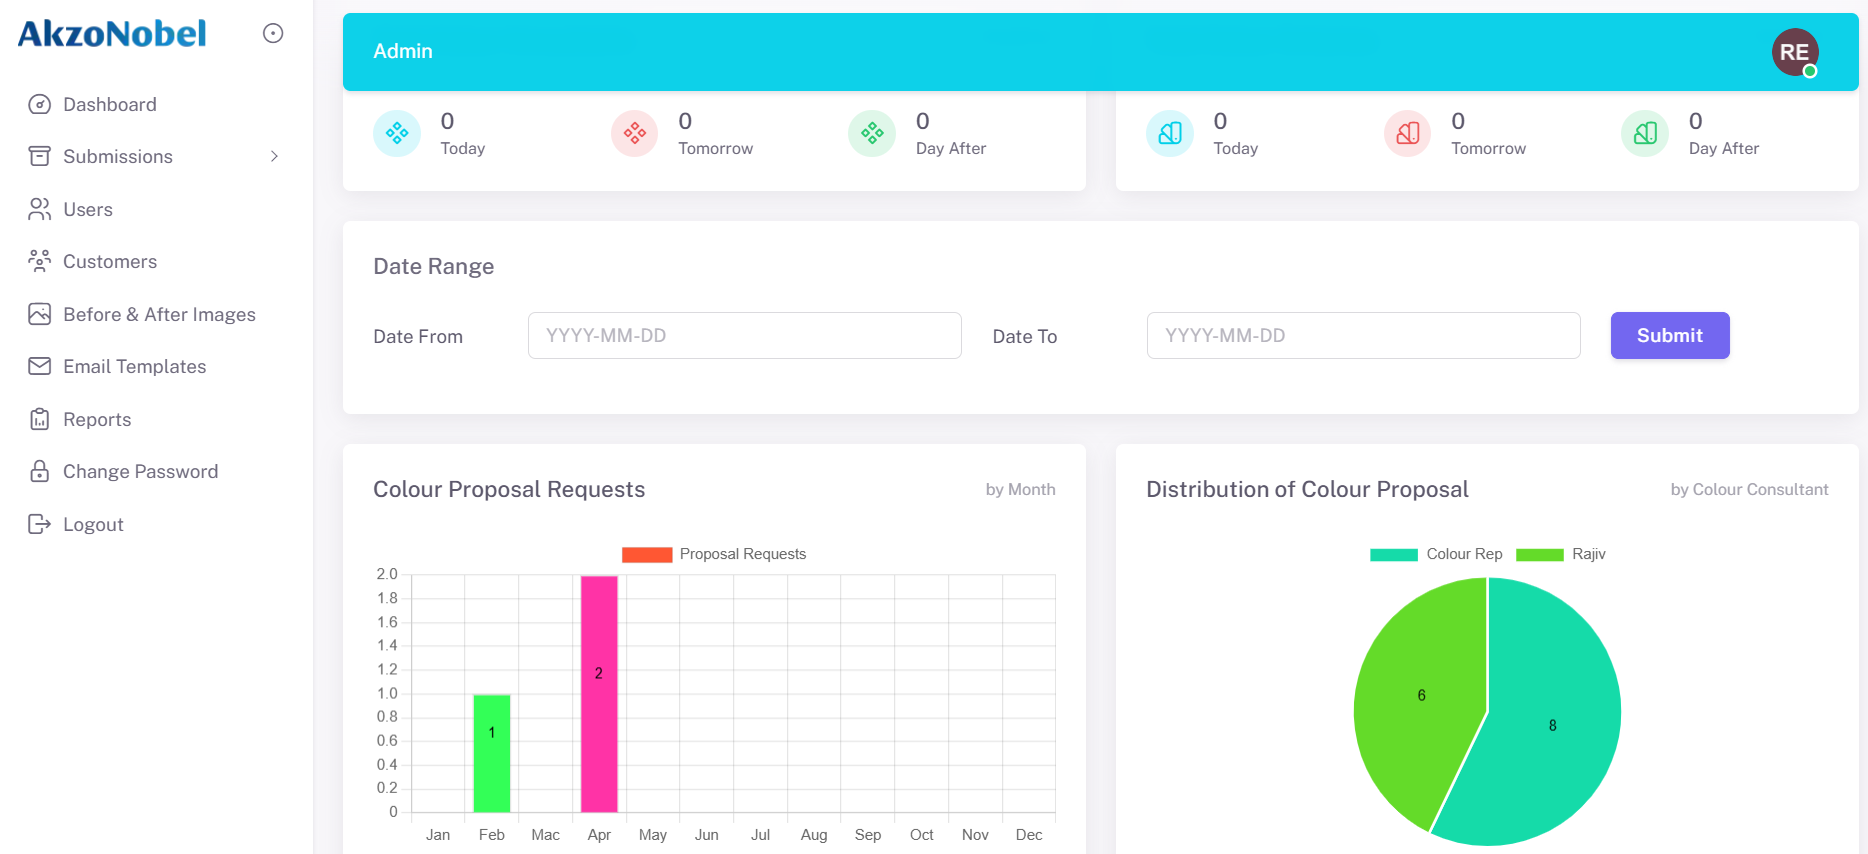 AkzoNobel
Dashboard
Submissions
Users
Customers
Before & After Images
Email Templates
Reports
Change Password
Logout
Admin
RE
0
Today
0
Tomorrow
0
Day After
0
Today
0
Tomorrow
0
Day After
Date Range
Date From
YYYY-MM-DD
Date To
YYYY-MM-DD
Submit
Colour Proposal Requests
by Month
Proposal Requests
2.0
1.8
1.6
1.4
1.2
1.0
0.8
0.6
0.4
0.2
0
1
2
Jan Feb Mac Apr May Jun Jul Aug Sep Oct Nov Dec
Distribution of Colour Proposal
by Colour Consultant
Colour Rep Rajiv
6
8